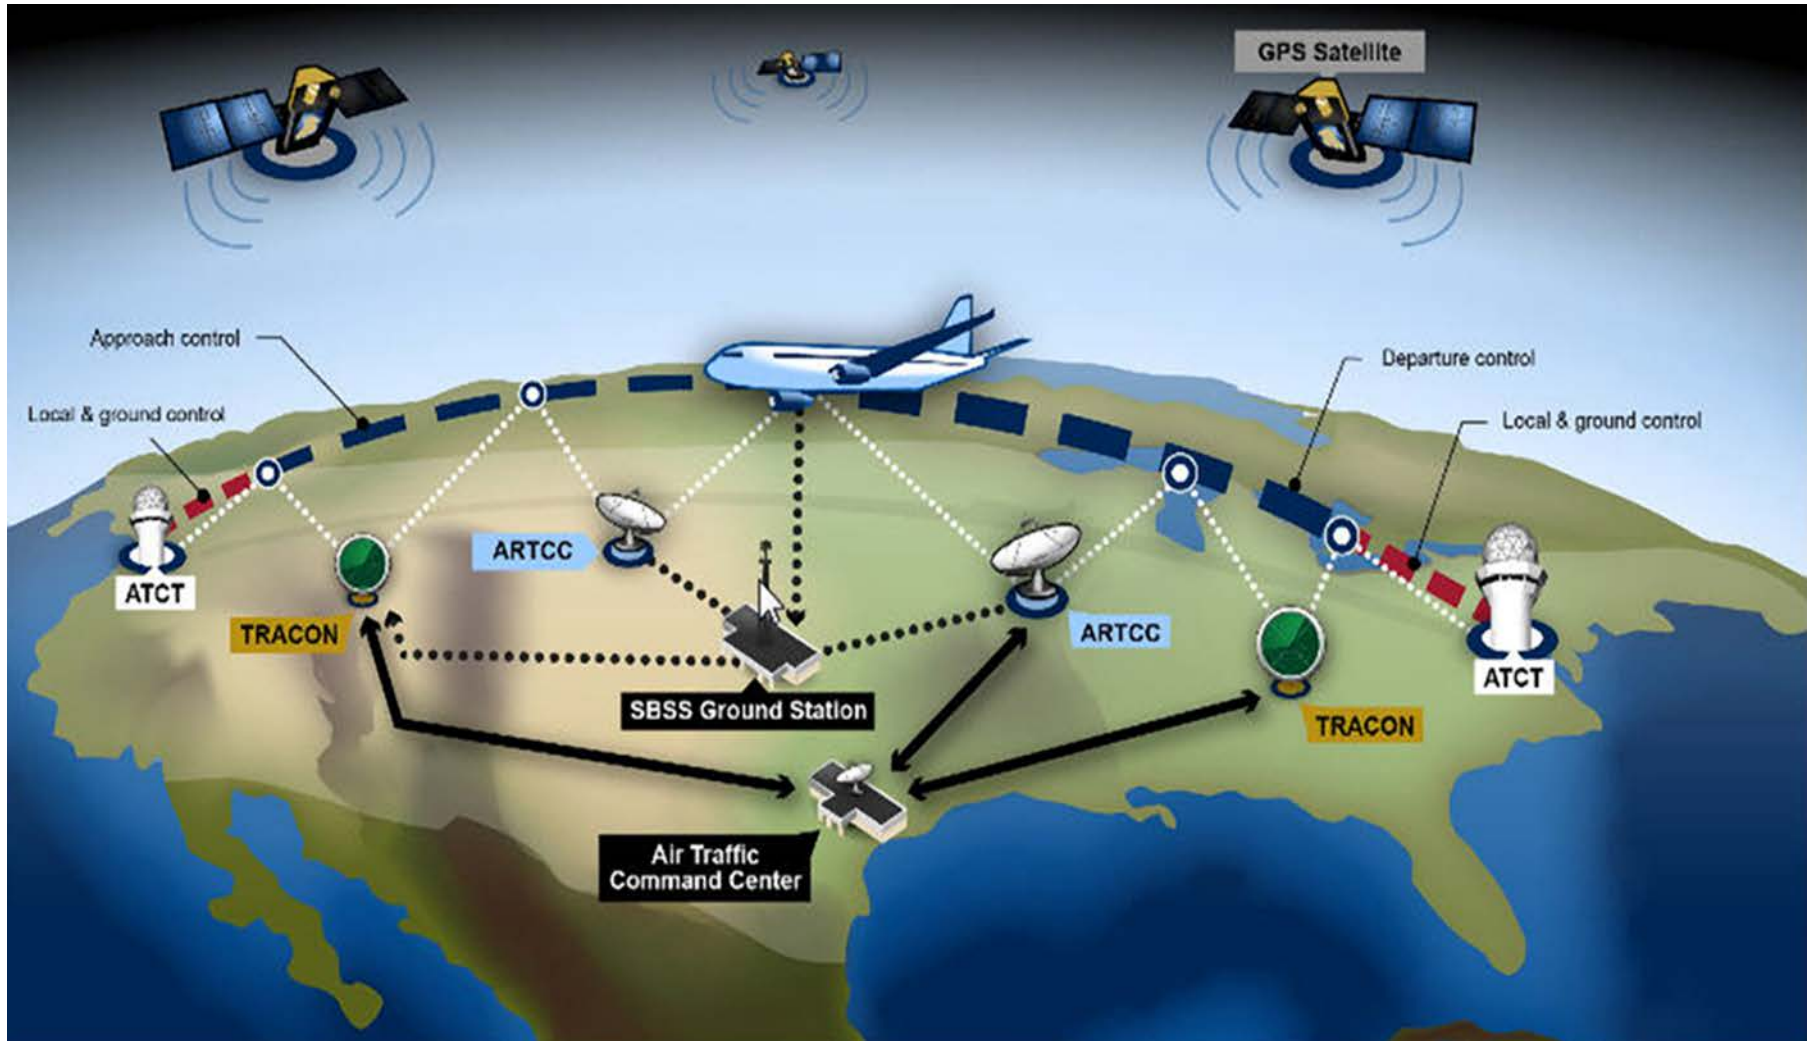 GPS Satellite
Approach control
Departure control
Local & ground control
Local & ground control
ARTCC
ATCT
TRACON
ARTCC
ATCT
SBSS Ground Station
TRACON
Air Traffic
Command Center